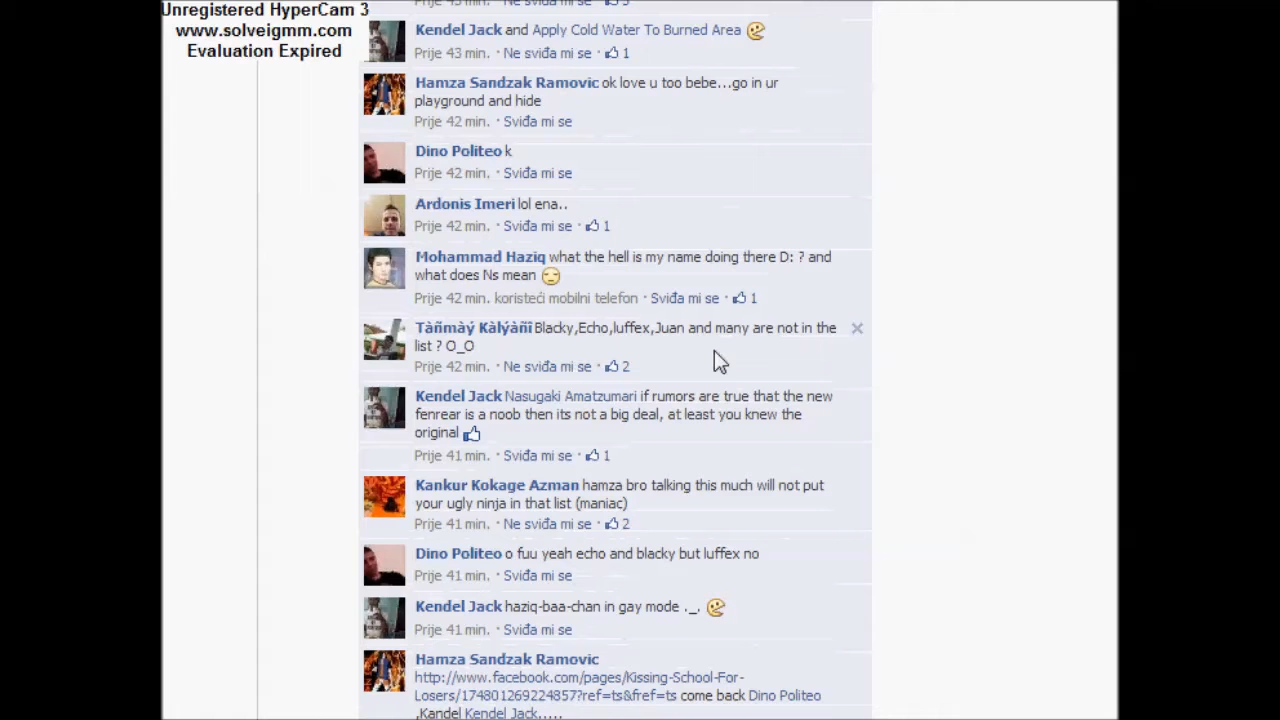 Unregistered HyperCam 3
www.solveigmm.com
Evaluation Expired
Kendel Jack and Apply Cold Water To Burned Area
Prije 43 min. · Ne sviđa mi se · 1
Hamza Sandzak Ramovic ok love u too bebe...go in ur
playground and hide
Prije 42 min. · Sviđa mi se
Dino Politeo k
Prije 42 min. · Sviđa mi se
Ardonis Imeri lol ena..
Prije 42 min. · Sviđa mi se · 1
Mohammad Haziq what the hell is my name doing there D: ? and
what does Ns mean
Prije 42 min. koristeći mobilni telefon · Sviđa mi se · 1
Tàñmàý Kàlýàñî Blacky,Echo,luffex,Juan and many are not in the
list ? O_O
Prije 42 min. · Ne sviđa mi se · 2
Kendel Jack Nasugaki Amatzumari if rumors are true that the new
fenrear is a noob then its not a big deal, at least you knew the
original
Prije 41 min. · Sviđa mi se · 1
Kankur Kokage Azman hamza bro talking this much will not put
your ugly ninja in that list (maniac)
Prije 41 min. · Ne sviđa mi se · 2
Dino Politeo o fuu yeah echo and blacky but luffex no
Prije 41 min. · Sviđa mi se
Kendel Jack haziq-baa-chan in gay mode ._.
Prije 41 min. · Sviđa mi se
Hamza Sandzak Ramovic
http://www.facebook.com/pages/Kissing-School-For-
Losers/174801269224857?ref=ts&fref=ts come back Dino Politeo
,Kandel Kendel Jack.....